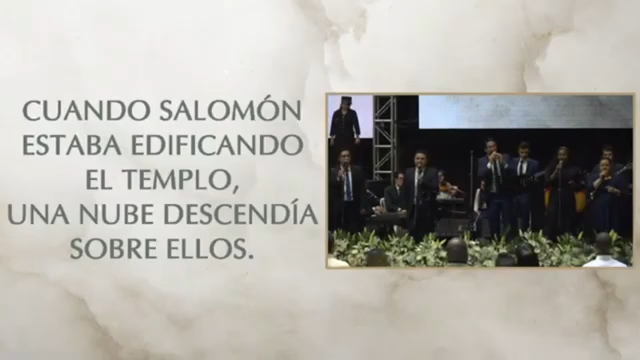 CUANDO SALOMÓN
ESTABA EDIFICANDO
EL TEMPLO,
UNA NUBE DESCENDÍA
SOBRE ELLOS.